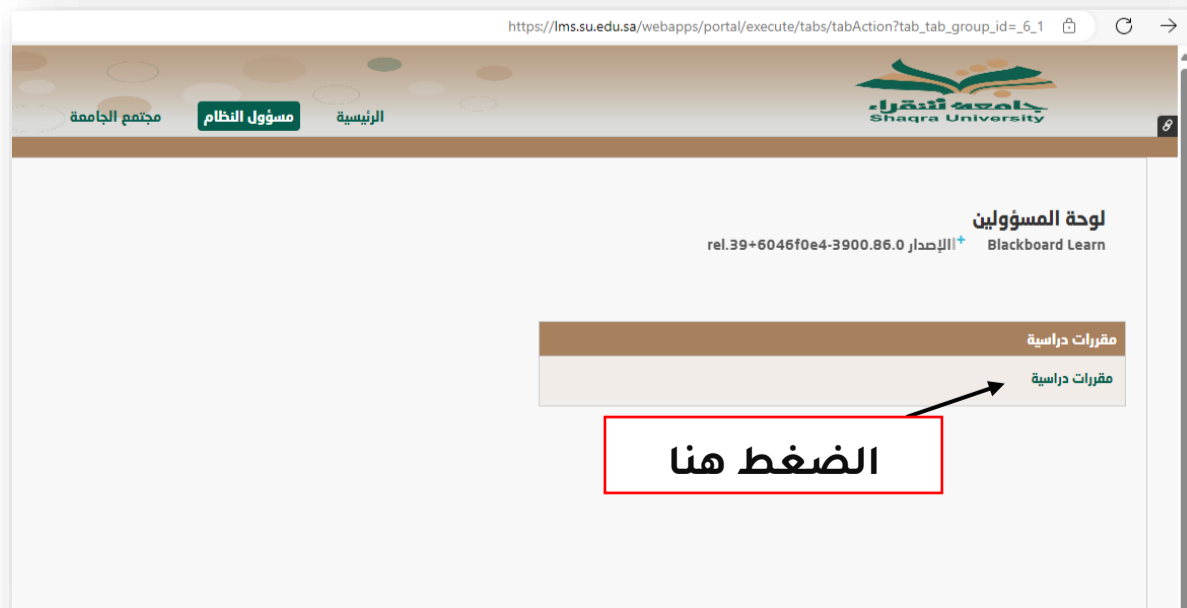 https://lms.su.edu.sa/webapps/portal/execute/tabs/tabAction?tab_tab_group_id=_6_1
جامعة شقراء
Shaqra University
الرئيسية مسؤول النظام مجتمع الجامعة
لوحة المسؤولين
Blackboard Learn +االإصدار rel.39+6046f0e4-3900.86.0
مقررات دراسية
مقررات دراسية
الضغط هنا